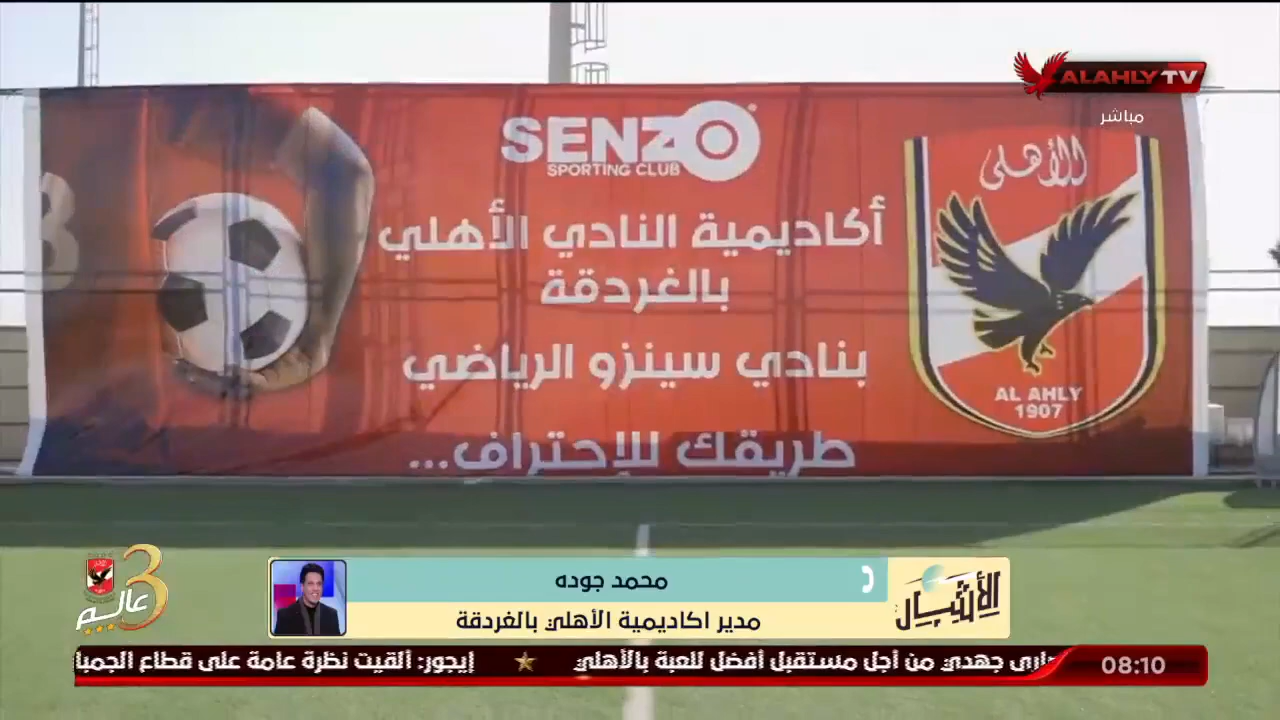 ALAHLY TV
مباشر
SENZO
SPORTING CLUB
أكاديمية النادي الأهلي
بالغردقة
بنادي سينزو الرياضي
طريقك للإحتراف...
الأهلى
AL AHLY
1907
3
عالم
الأشبال
محمد جوده
مدير اكاديمية الأهلي بالغردقة
08:10
جهدي من أجل مستقبل أفضل للعبة بالأهلي
إيجور: ألقيت نظرة عامة على قطاع